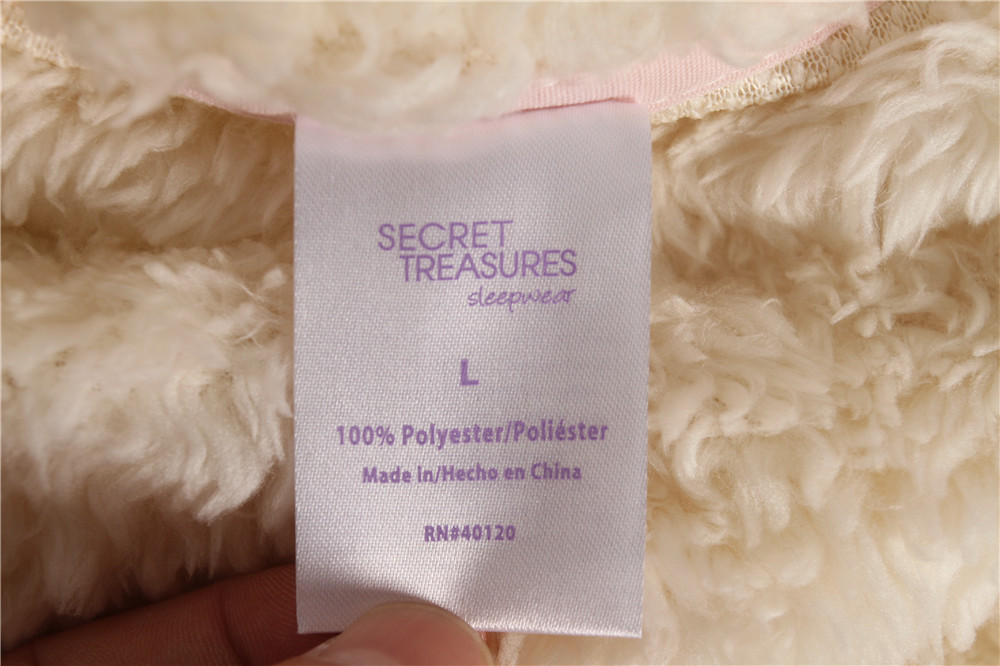 SECRET
TREASURES
sleepwear
L
100% Polyester/Poliéster
Made in/Hecho en China
RN#40120